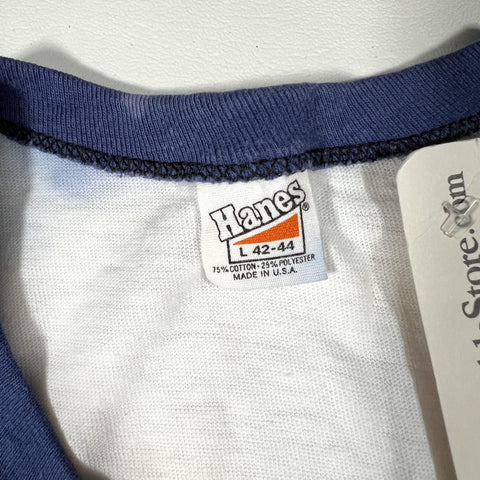 Hanes®
L 42-44
75% COTTON-25% POLYESTER
MADE IN U.S.A.
Store.com